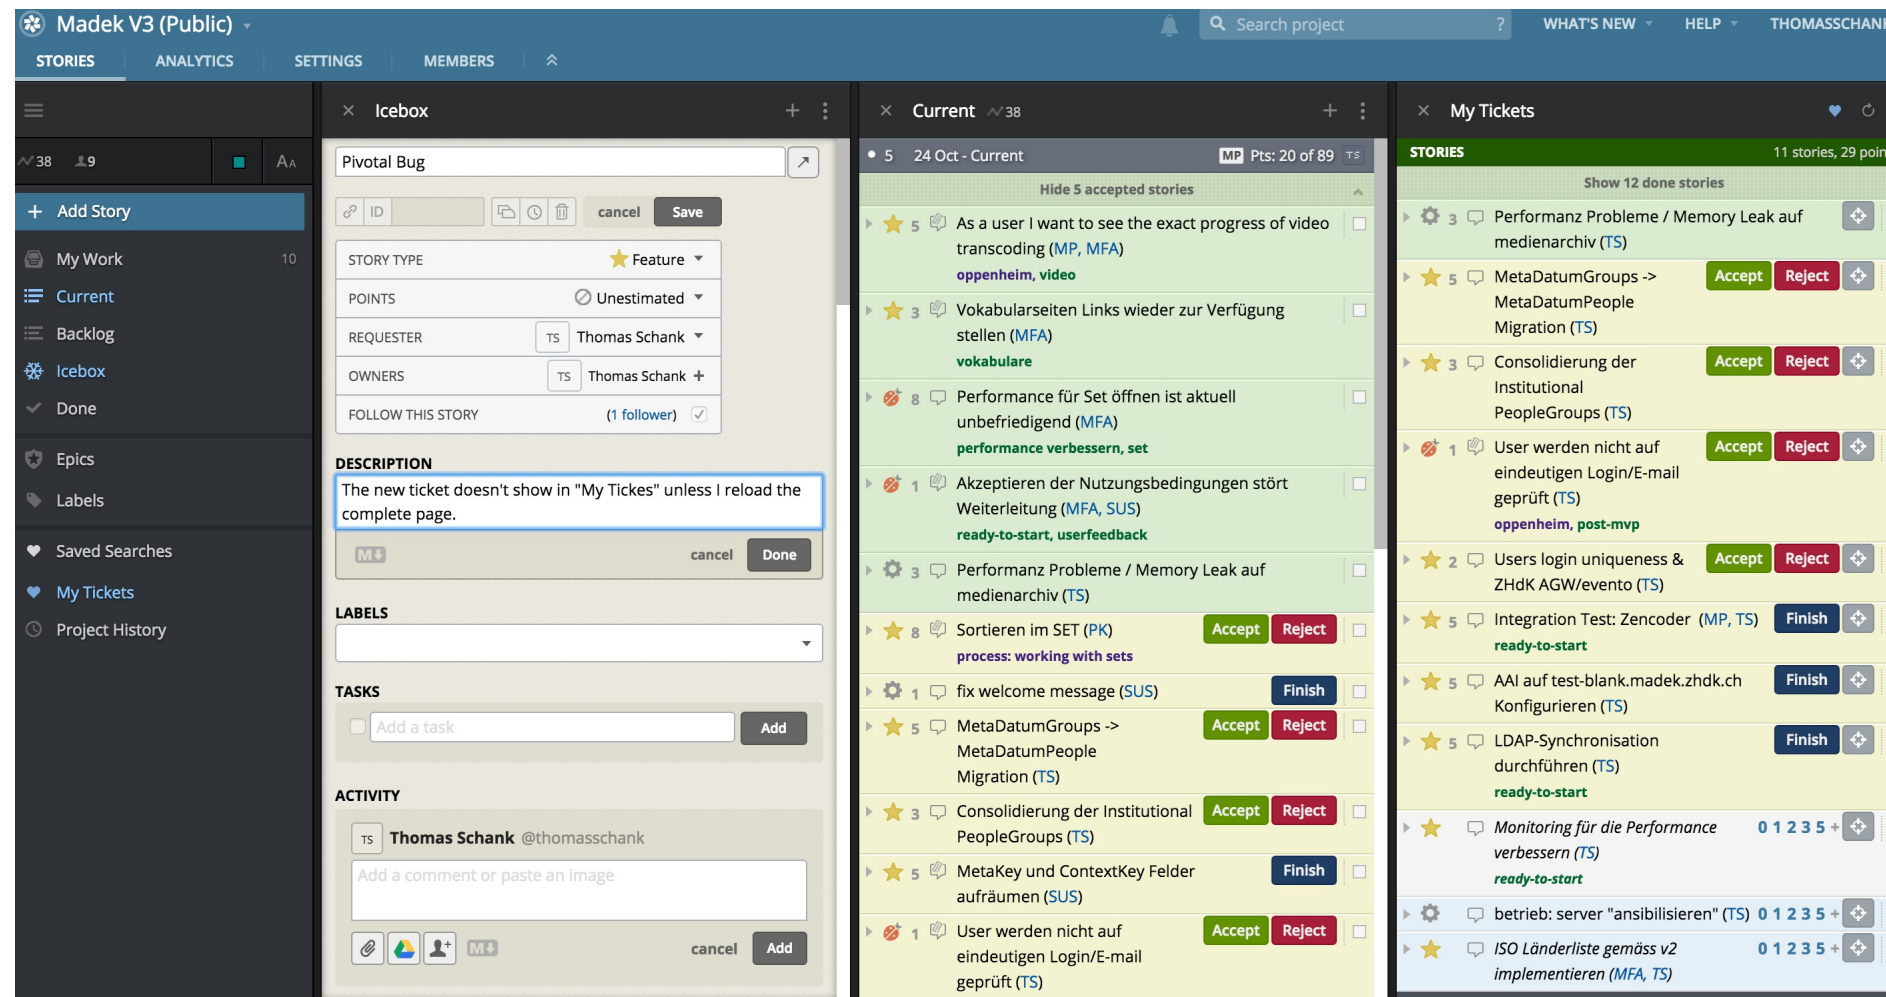 Madek V3 (Public)
Search project ?
WHAT'S NEW
HELP
THOMASSCHANK
STORIES
ANALYTICS
SETTINGS
MEMBERS
38
9
AA
+ Add Story
My Work 10
Current
Backlog
Icebox
Done
Epics
Labels
Saved Searches
My Tickets
Project History
× Icebox +
Pivotal Bug
ID
cancel
Save
STORY TYPE Feature
POINTS Unestimated
REQUESTER TS Thomas Schank
OWNERS TS Thomas Schank +
FOLLOW THIS STORY (1 follower)
DESCRIPTION
The new ticket doesn't show in "My Tickes" unless I reload the
complete page.
M
cancel
Done
LABELS
TASKS
Add a task
Add
ACTIVITY
TS Thomas Schank @thomasschank
Add a comment or paste an image
M
cancel
Add
× Current 38 +
• 5 24 Oct - Current MP Pts: 20 of 89 TS
Hide 5 accepted stories
5 As a user I want to see the exact progress of video
transcoding (MP, MFA)
oppenheim, video
3 Vokabularseiten Links wieder zur Verfügung
stellen (MFA)
vokabulare
8 Performance für Set öffnen ist aktuell
unbefriedigend (MFA)
performance verbessern, set
1 Akzeptieren der Nutzungsbedingungen stört
Weiterleitung (MFA, SUS)
ready-to-start, userfeedback
3 Performanz Probleme / Memory Leak auf
medienarchiv (TS)
8 Sortieren im SET (PK) Accept Reject
process: working with sets
1 fix welcome message (SUS) Finish
5 MetaDatumGroups -> Accept Reject
MetaDatumPeople
Migration (TS)
3 Consolidierung der Institutional Accept Reject
PeopleGroups (TS)
5 MetaKey und ContextKey Felder Finish
aufräumen (SUS)
1 User werden nicht auf Accept Reject
eindeutigen Login/E-mail
geprüft (TS)
× My Tickets
STORIES 11 stories, 29 poin
Show 12 done stories
3 Performanz Probleme / Memory Leak auf
medienarchiv (TS)
5 MetaDatumGroups -> Accept Reject
MetaDatumPeople
Migration (TS)
3 Consolidierung der Accept Reject
Institutional
PeopleGroups (TS)
1 User werden nicht auf Accept Reject
eindeutigen Login/E-mail
geprüft (TS)
oppenheim, post-mvp
2 Users login uniqueness & Accept Reject
ZHdK AGW/evento (TS)
5 Integration Test: Zencoder (MP, TS) Finish
ready-to-start
5 AAI auf test-blank.madek.zhdk.ch Finish
Konfigurieren (TS)
5 LDAP-Synchronisation Finish
durchführen (TS)
ready-to-start
Monitoring für die Performance 0 1 2 3 5 +
verbessern (TS)
ready-to-start
betrieb: server "ansibilisieren" (TS) 0 1 2 3 5 +
ISO Länderliste gemäss v2 0 1 2 3 5 +
implementieren (MFA, TS)